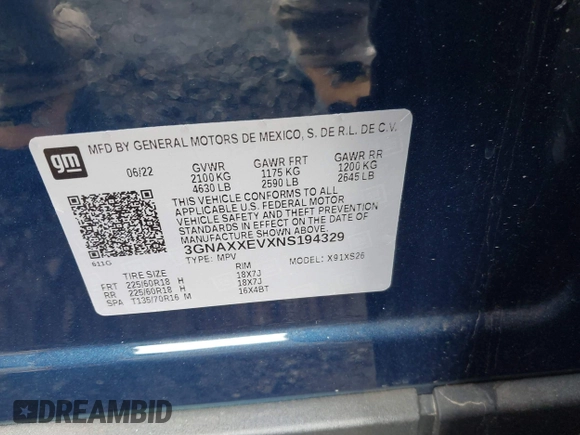 gm
MFD BY GENERAL MOTORS DE MEXICO, S. DE R.L. DE C.V.
06/22 GVWR GAWR FRT GAWR RR
2100 KG 1175 KG 1200 KG
4630 LB 2590 LB 2645 LB
THIS VEHICLE CONFORMS TO ALL
APPLICABLE U.S. FEDERAL MOTOR
VEHICLE SAFETY AND THEFT PREVENTION
STANDARDS IN EFFECT ON THE DATE OF
MANUFACTURE SHOWN ABOVE.
3GNAXXEVXNS194329
611G TYPE: MPV MODEL: X91XS26
TIRE SIZE RIM
FRT 225/60R18 H 18X7J
RR 225/60R18 H 18X7J
SPA T135/70R16 M 16X4BT
DREAMBID